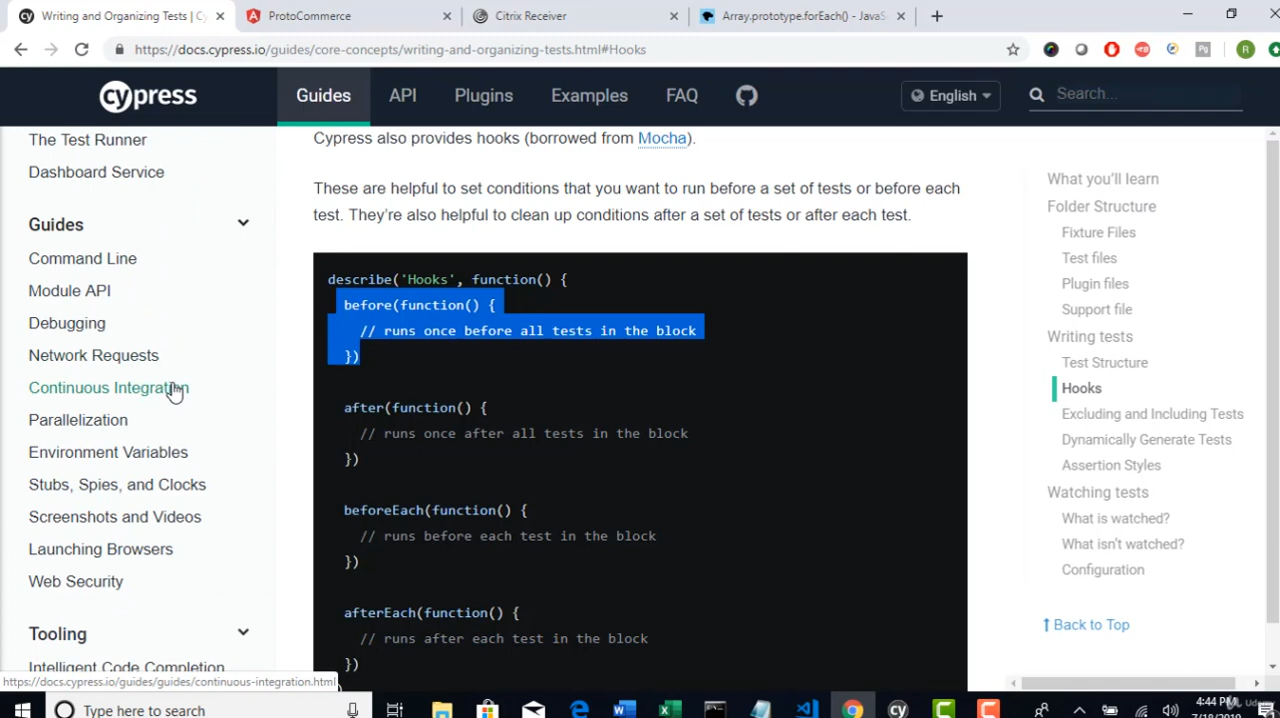 Writing and Organizing Tests | Cy
ProtoCommerce
Citrix Receiver
Array.prototype.forEach() - JavaS
https://docs.cypress.io/guides/core-concepts/writing-and-organizing-tests.html#Hooks
cypress
Guides
API
Plugins
Examples
FAQ
English
Search...
The Test Runner
Dashboard Service
Guides
Command Line
Module API
Debugging
Network Requests
Continuous Integration
Parallelization
Environment Variables
Stubs, Spies, and Clocks
Screenshots and Videos
Launching Browsers
Web Security
Tooling
Intelligent Code Completion
https://docs.cypress.io/guides/guides/continuous-integration.html
Cypress also provides hooks (borrowed from Mocha).
These are helpful to set conditions that you want to run before a set of tests or before each
test. They're also helpful to clean up conditions after a set of tests or after each test.
describe('Hooks', function() {
before(function() {
// runs once before all tests in the block
})
after(function() {
// runs once after all tests in the block
})
beforeEach(function() {
// runs before each test in the block
})
afterEach(function() {
// runs after each test in the block
})
What you'll learn
Folder Structure
Fixture Files
Test files
Plugin files
Support file
Writing tests
Test Structure
Hooks
Excluding and Including Tests
Dynamically Generate Tests
Assertion Styles
Watching tests
What is watched?
What isn't watched?
Configuration
Back to Top
Type here to search
4:44 PM